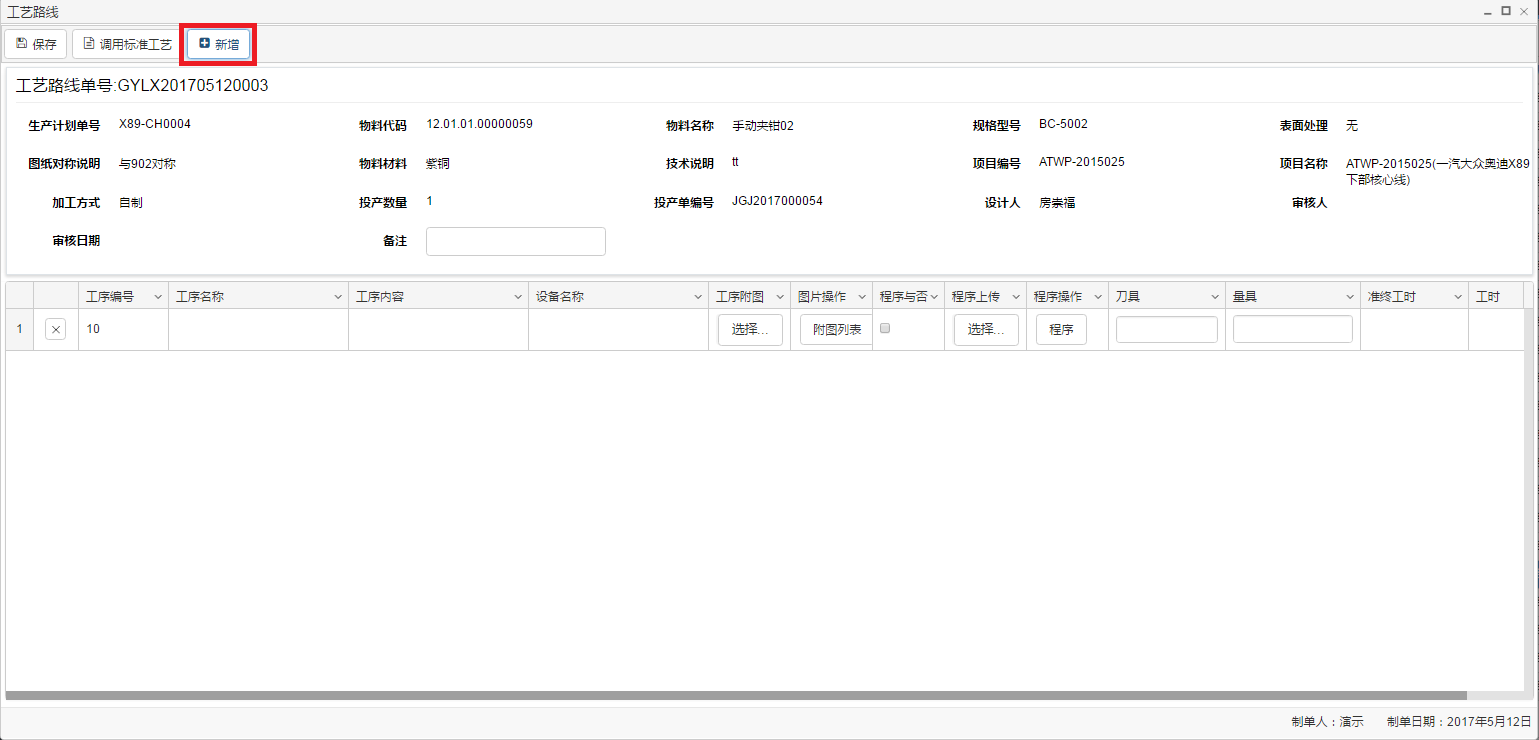 工艺路线
保存 调用标准工艺 新增
工艺路线单号:GYLX201705120003
生产计划单号 X89-CH0004 物料代码 12.01.01.00000059 物料名称 手动夹钳02 规格型号 BC-5002 表面处理 无
图纸对称说明 与902对称 物料材料 紫铜 技术说明 tt 项目编号 ATWP-2015025 项目名称 ATWP-2015025(一汽大众奥迪X89
下部核心线)
加工方式 自制 投产数量 1 投产单编号 JGJ2017000054 设计人 房崇福 审核人
审核日期 备注
工序编号 工序名称 工序内容 设备名称 工序附图 图片操作 程序与否 程序上传 程序操作 刀具 量具 准终工时 工时
1 10 选择... 附图列表 选择... 程序
制单人：演示 制单日期：2017年5月12日